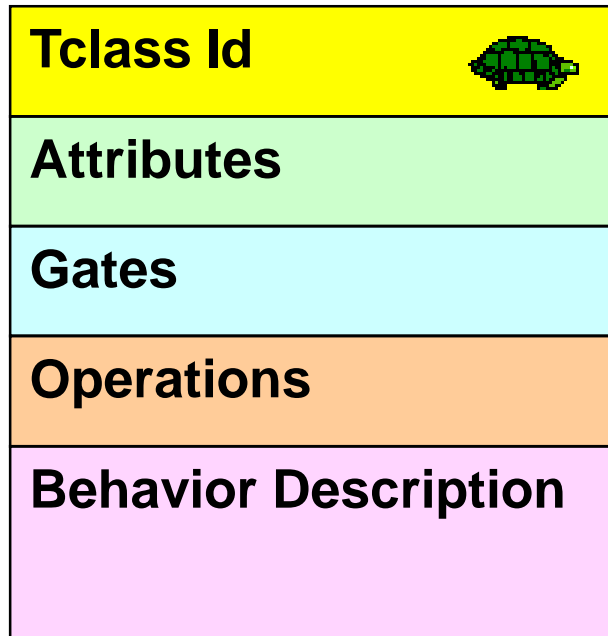 Tclass Id
Attributes
Gates
Operations
Behavior Description